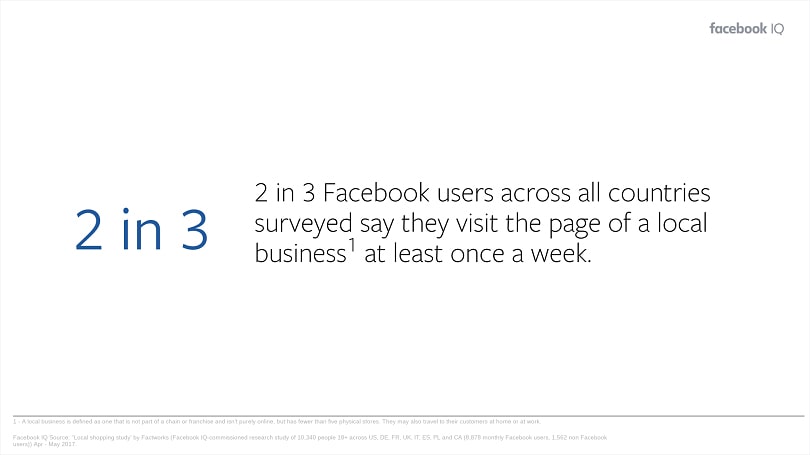 facebook IQ
2 in 3
2 in 3 Facebook users across all countries
surveyed say they visit the page of a local
business1 at least once a week.
1 - A local business is defined as one that is not part of a chain or franchise and isn't purely online, but has fewer than five physical stores. They may also travel to their customers at home or at work.
Facebook IQ Source: "Local shopping study' by Factworks (Facebook IQ-commissioned research study of 10,340 people 18+ across US, DE, FR, UK, IT, ES, PL and CA (8,878 monthly Facebook users, 1,562 non Facebook
users)) Apr - May 2017.